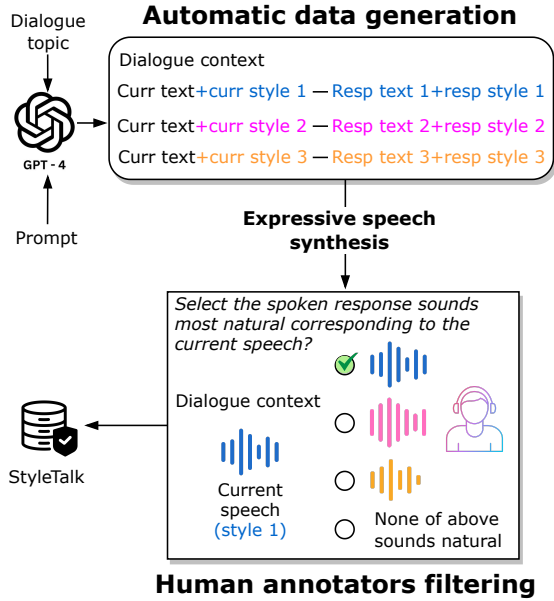 Automatic data generation
Dialogue
topic
GPT - 4
Prompt
Dialogue context
Curr text+curr style 1 — Resp text 1+resp style 1
Curr text+curr style 2 — Resp text 2+resp style 2
Curr text+curr style 3 — Resp text 3+resp style 3
Expressive speech
synthesis
Select the spoken response sounds
most natural corresponding to the
current speech?
Dialogue context
Current
speech
(style 1)
None of above
sounds natural
StyleTalk
Human annotators filtering